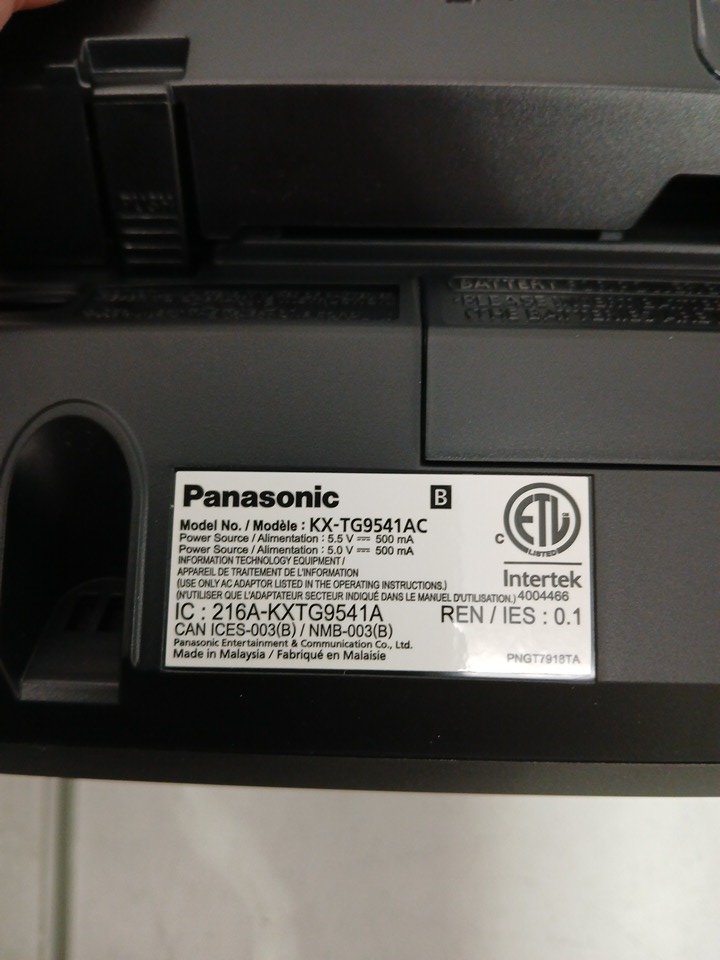 BATTERY
PLEASE
Panasonic B
Model No. / Modèle : KX-TG9541AC
Power Source / Alimentation : 5.5 V ⎓ 500 mA
Power Source / Alimentation : 5.0 V ⎓ 500 mA
INFORMATION TECHNOLOGY EQUIPMENT /
APPAREIL DE TRAITEMENT DE L'INFORMATION
(USE ONLY AC ADAPTOR LISTED IN THE OPERATING INSTRUCTIONS.)
(N'UTILISER QUE L'ADAPTATEUR SECTEUR INDIQUÉ DANS LE MANUEL D'UTILISATION.)
IC : 216A-KXTG9541A
CAN ICES-003(B) / NMB-003(B)
Panasonic Entertainment & Communication Co., Ltd.
Made in Malaysia / Fabriqué en Malaisie
C ETL CM
LISTED
Intertek
4004466
REN / IES : 0.1
PNGT7918TA